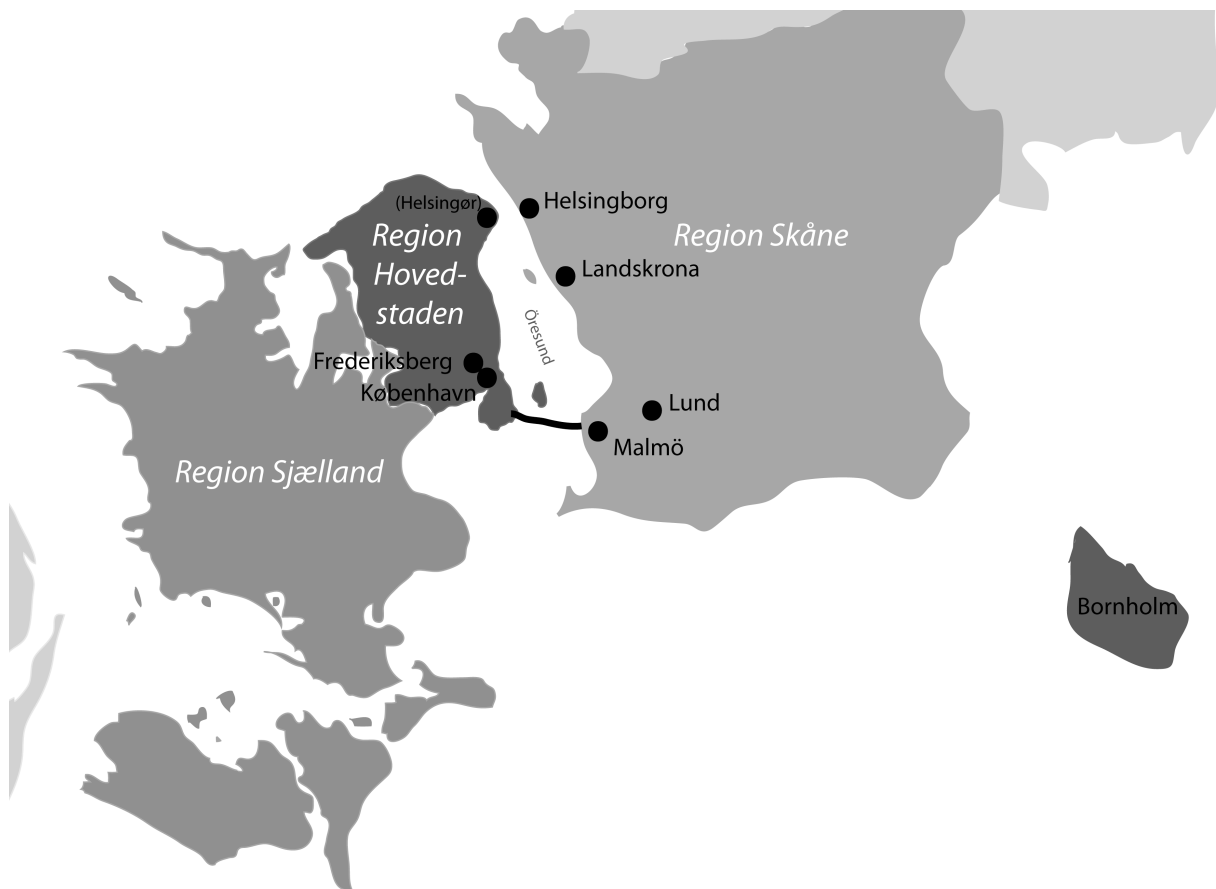 (Helsingør)
Helsingborg
Region
Hoved-
staden
Region Skåne
Landskrona
Öresund
Frederiksberg
København
Lund
Malmö
Region Sjælland
Bornholm